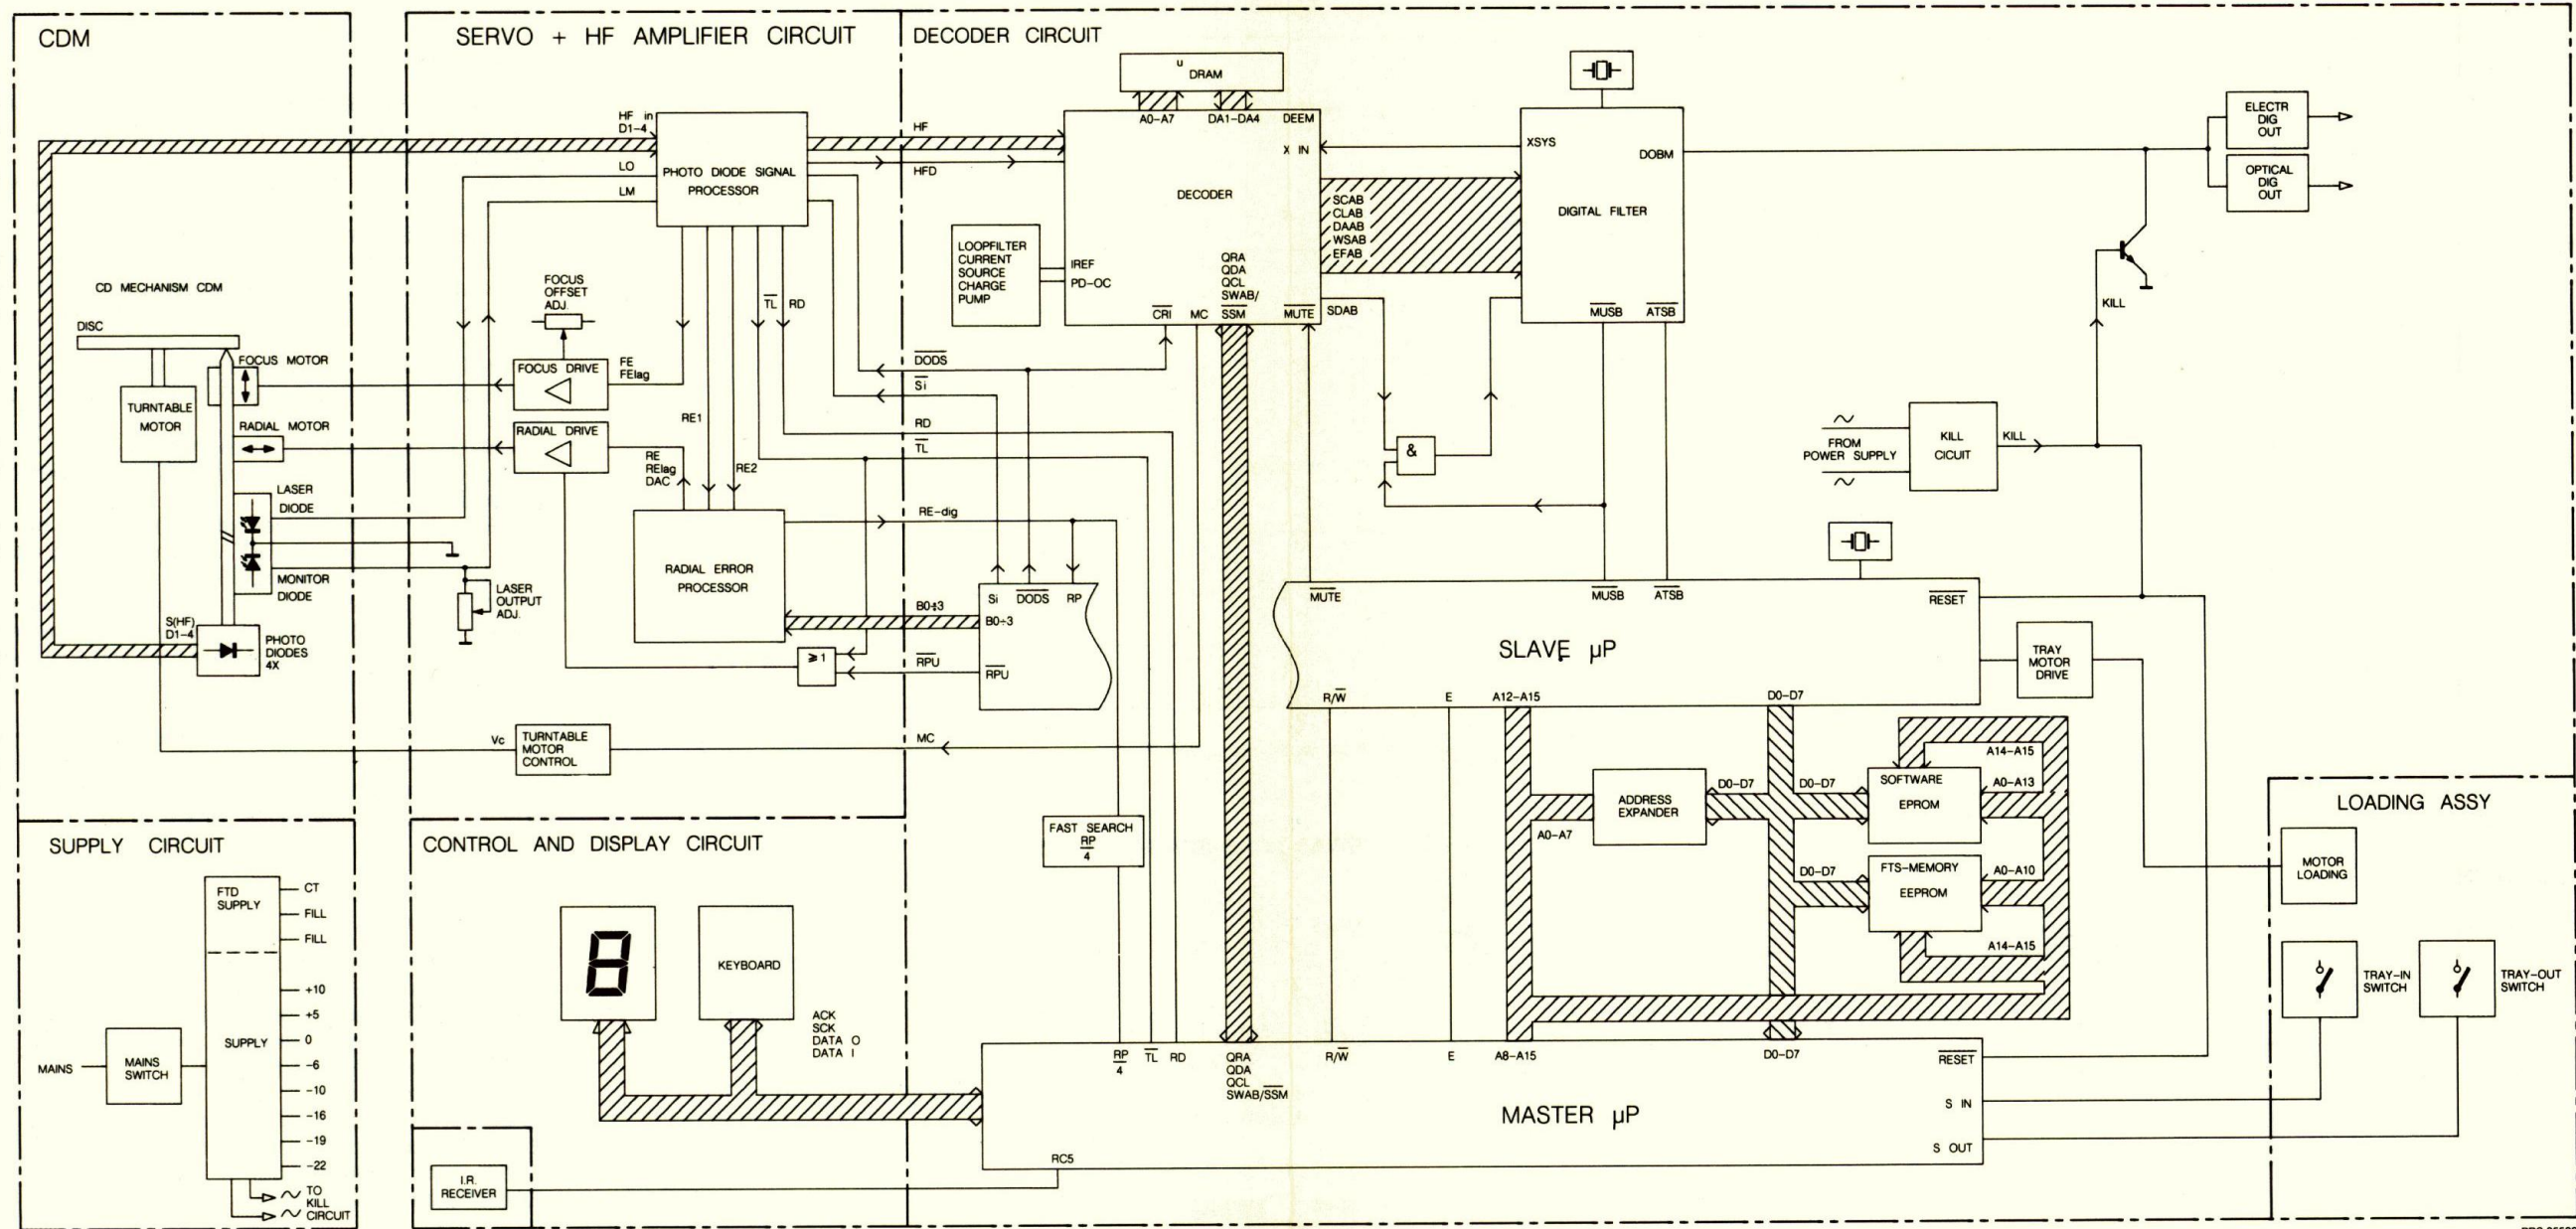 CDM
SERVO + HF AMPLIFIER CIRCUIT
DECODER CIRCUIT
u DRAM
A0-A7
DA1-DA4
DEEM
X IN
DECODER
IREF
PD-OC
QRA
QDA
QCL
SWAB/
SSM
CRI
MC
MUTE
SDAB
SCAB
CLAB
DAAB
WSAB
EFAB
XSYS
DOBM
DIGITAL FILTER
MUSB
ATSB
ELECTR
DIG
OUT
OPTICAL
DIG
OUT
HF in
D1-4
LO
LM
PHOTO DIODE SIGNAL
PROCESSOR
HF
HFD
LOOPFILTER
CURRENT
SOURCE
CHARGE
PUMP
CD MECHANISM CDM
DISC
FOCUS MOTOR
TURNTABLE
MOTOR
RADIAL MOTOR
LASER
DIODE
MONITOR
DIODE
S(HF)
D1-4
PHOTO
DIODES
4X
FOCUS
OFFSET
ADJ.
FOCUS DRIVE
FE
FElag
RADIAL DRIVE
RE
RElag
DAC
RE1
RE2
TL
RD
LASER
OUTPUT
ADJ.
RADIAL ERROR
PROCESSOR
DODS
Si
RD
TL
RE-dig
B0÷3
RPU
≥1
Si
DODS
RP
B0÷3
RPU
Vc
TURNTABLE
MOTOR
CONTROL
MC
&
KILL
FROM
POWER SUPPLY
KILL
CICUIT
KILL
MUTE
MUSB
ATSB
RESET
SLAVE µP
R/W
E
A12-A15
D0-D7
TRAY
MOTOR
DRIVE
ADDRESS
EXPANDER
A0-A7
D0-D7
D0-D7
SOFTWARE
EPROM
A14-A15
A0-A13
D0-D7
FTS-MEMORY
EEPROM
A0-A10
A14-A15
LOADING ASSY
MOTOR
LOADING
TRAY-IN
SWITCH
TRAY-OUT
SWITCH
SUPPLY CIRCUIT
FTD
SUPPLY
CT
FILL
FILL
SUPPLY
+10
+5
0
-6
-10
-16
-19
-22
MAINS
MAINS
SWITCH
TO
KILL
CIRCUIT
CONTROL AND DISPLAY CIRCUIT
8
KEYBOARD
ACK
SCK
DATA O
DATA I
FAST SEARCH
RP
4
I.R.
RECEIVER
RP
4
TL
RD
QRA
QDA
QCL
SWAB/SSM
R/W
E
A8-A15
D0-D7
RESET
S IN
S OUT
MASTER µP
RC5